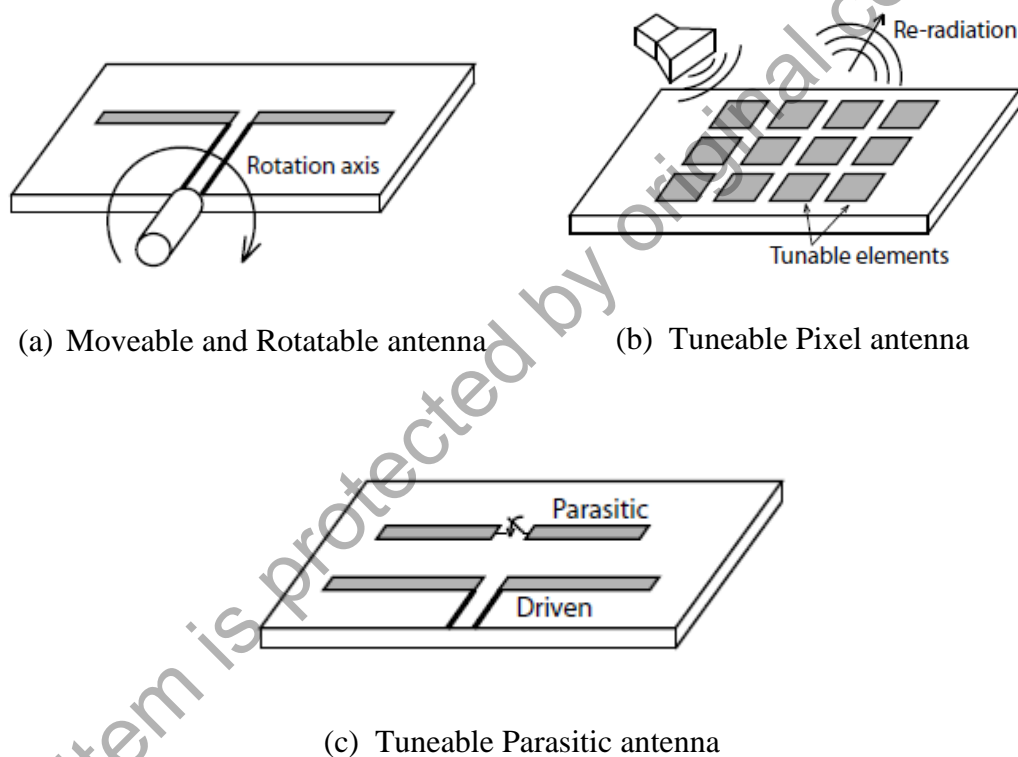 Re-radiation
Rotation axis
Tunable elements
(a) Moveable and Rotatable antenna
(b) Tuneable Pixel antenna
Parasitic
Driven
(c) Tuneable Parasitic antenna
item is protected by original